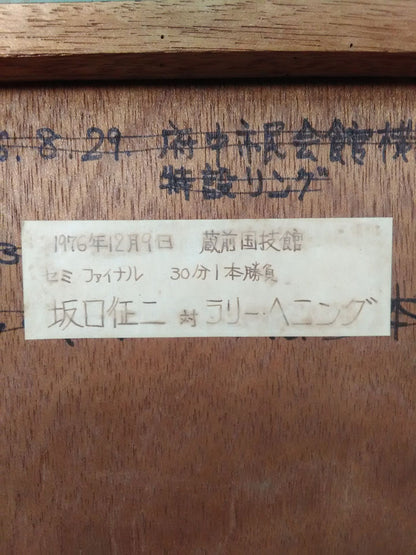 8.29. 府中市民会館横
特設リング
1976年12月9日 蔵前国技館
セミファイナル 30分1本勝負
坂口征二 対 ラリー・ヘニング